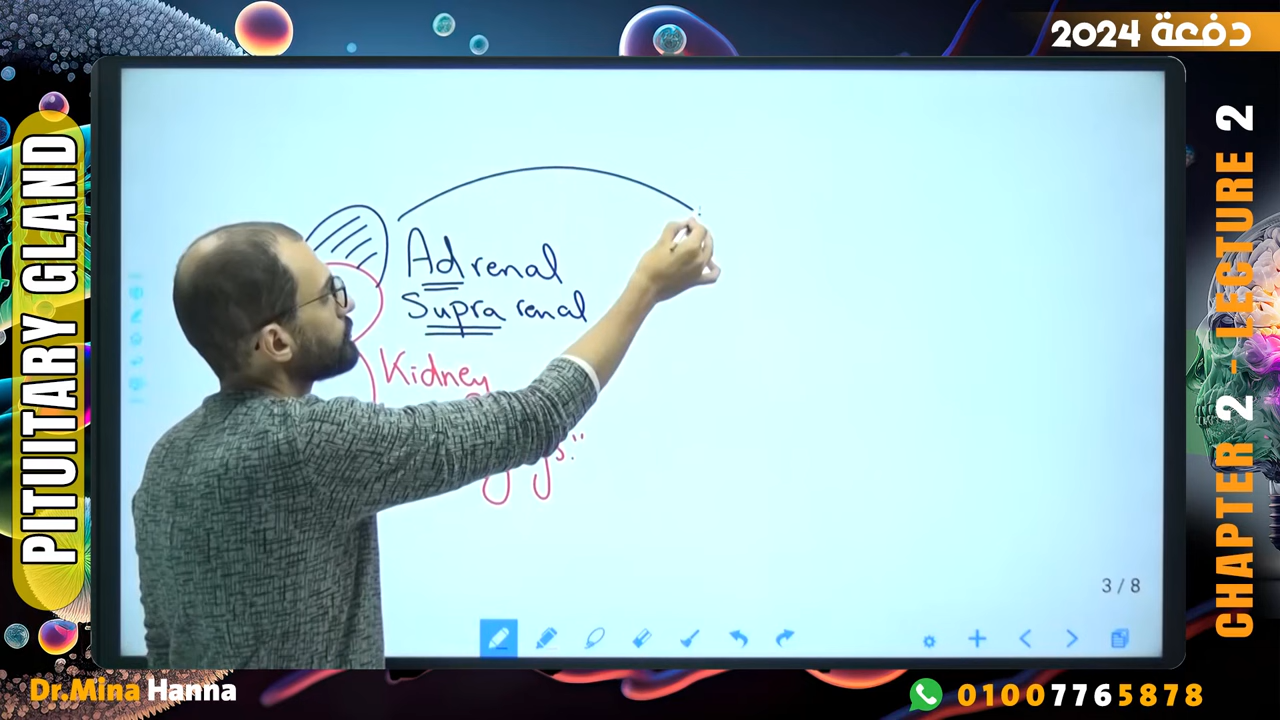 دفعة 2024
PITUITARY GLAND
Adrenal
Supra renal
Kidney
3 / 8
CHAPTER 2 - LECTURE 2
Dr.Mina Hanna
01007765878